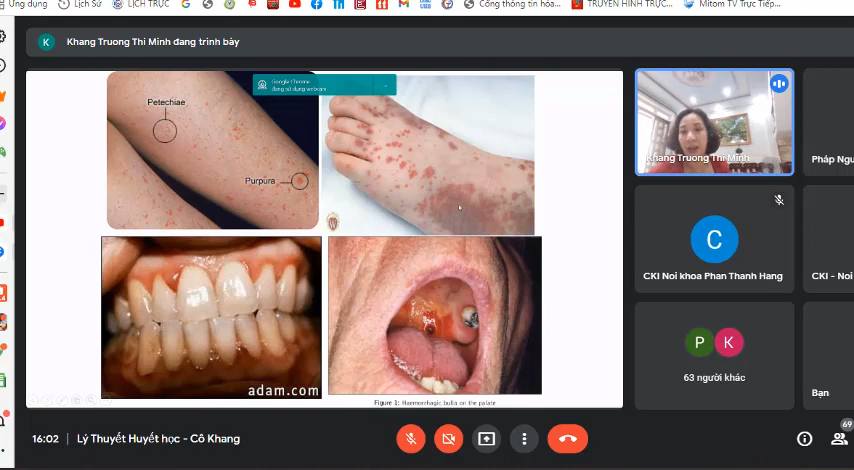 Ứng dụng
Lịch Sử
LỊCH TRỰC
Cổng thông tin hóa...
TRUYỀN HÌNH TRỰC...
Mitom TV Trực Tiếp...
K
Khang Truong Thi Minh đang trình bày
Google Chrome
đang sử dụng webcam
Petechiae
Purpura
adam.com
Figure 1: Haemorrhagic bulla on the palate
Khang Truong Thi Minh
Pháp Ngu
C
CKI Noi khoa Phan Thanh Hang
CKI - Noi
P
K
63 người khác
Bạn
16:02 | Lý Thuyết Huyết học - Cô Khang
69